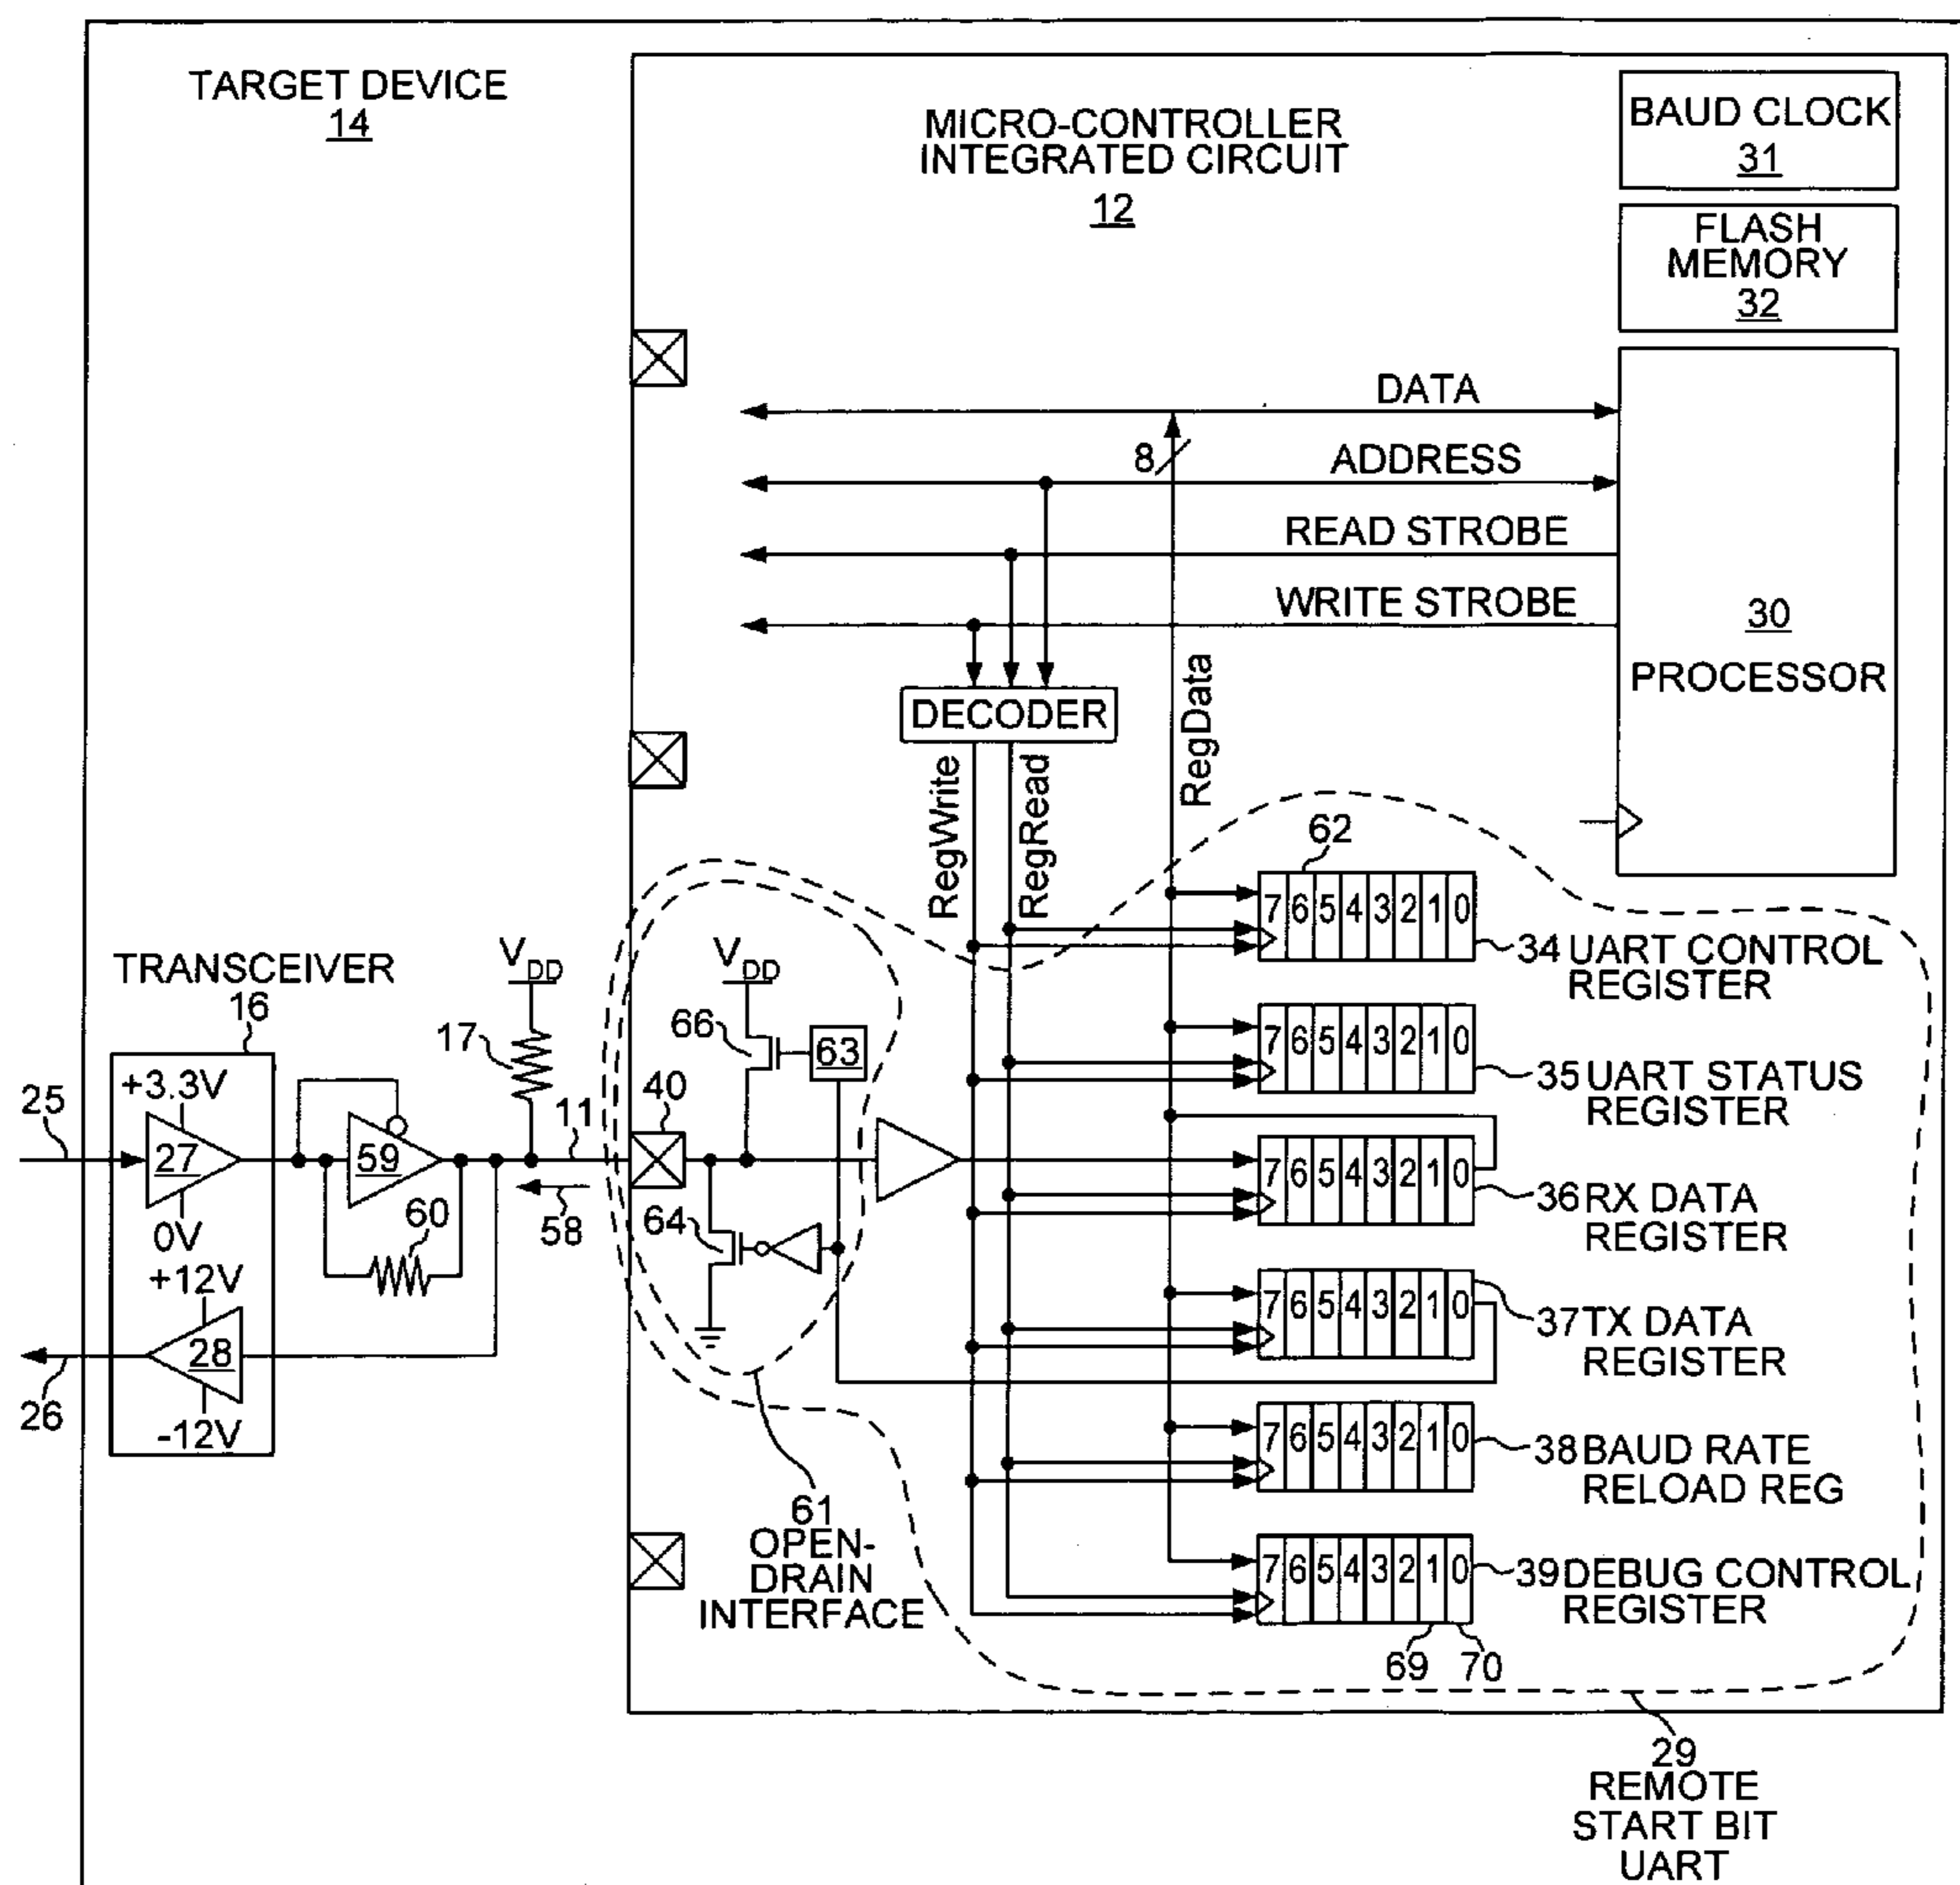 TARGET DEVICE
14
MICRO-CONTROLLER
INTEGRATED CIRCUIT
12
BAUD CLOCK
31
FLASH
MEMORY
32
DATA
8
ADDRESS
READ STROBE
WRITE STROBE
30
PROCESSOR
DECODER
RegWrite
RegRead
RegData
62
7 6 5 4 3 2 1 0
34 UART CONTROL
REGISTER
7 6 5 4 3 2 1 0
35 UART STATUS
REGISTER
7 6 5 4 3 2 1 0
36 RX DATA
REGISTER
7 6 5 4 3 2 1 0
37 TX DATA
REGISTER
7 6 5 4 3 2 1 0
38 BAUD RATE
RELOAD REG
7 6 5 4 3 2 1 0
39 DEBUG CONTROL
REGISTER
69 70
TRANSCEIVER
16
VDD
17
VDD
66
63
25
+3.3V
27
0V
59
11
40
58
60
64
+12V
28
-12V
26
61
OPEN-
DRAIN
INTERFACE
29
REMOTE
START BIT
UART